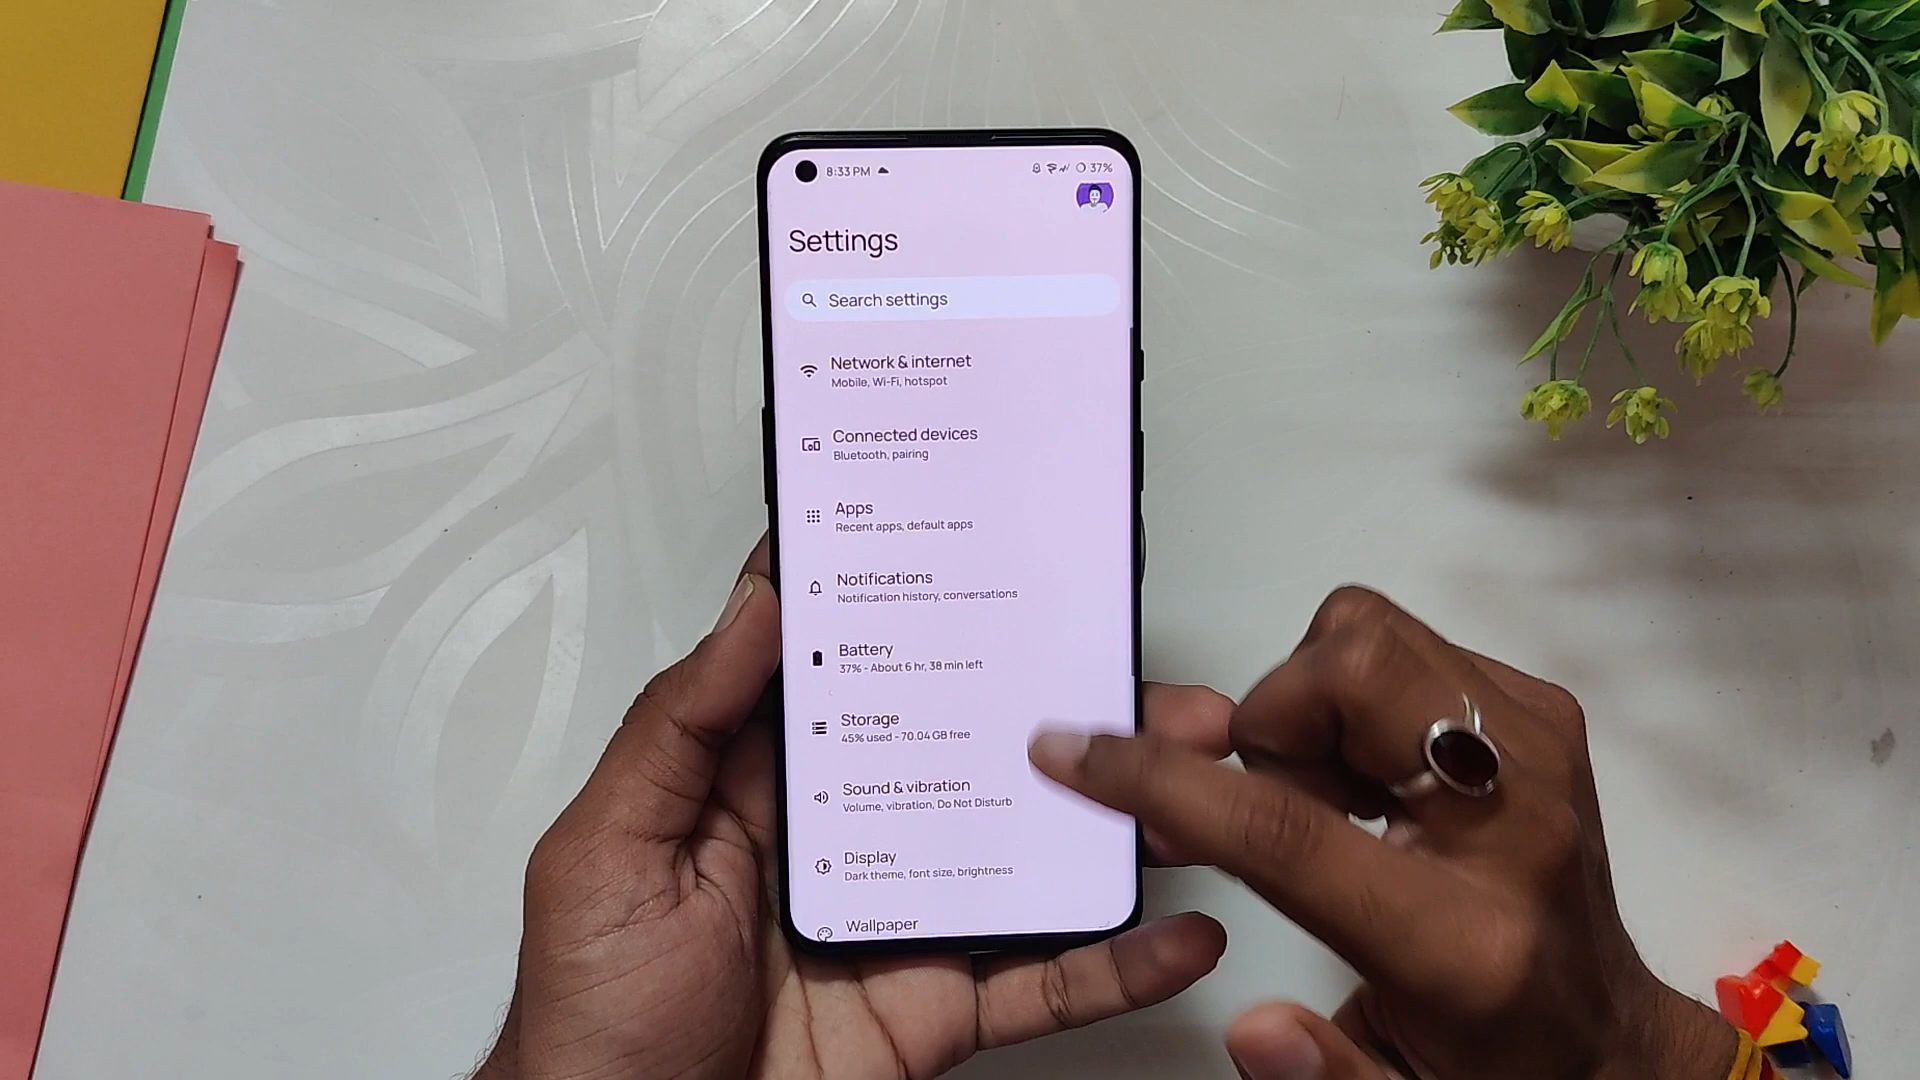 8:33 PM
37%
Settings
Search settings
Network & internet
Mobile, Wi-Fi, hotspot
Connected devices
Bluetooth, pairing
Apps
Recent apps, default apps
Notifications
Notification history, conversations
Battery
37% - About 6 hr, 38 min left
Storage
45% used - 70.04 GB free
Sound & vibration
Volume, vibration, Do Not Disturb
Display
Dark theme, font size, brightness
Wallpaper